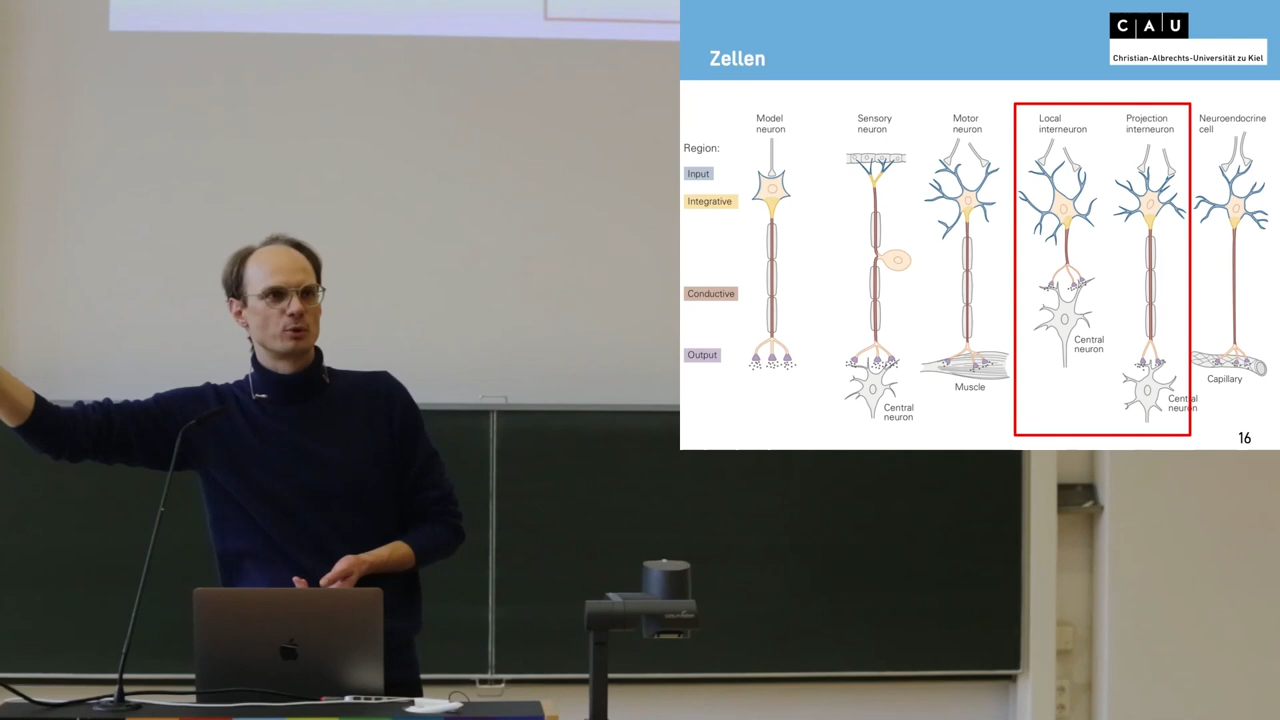 CAU
Christian-Albrechts-Universität zu Kiel
Zellen
Model
neuron
Sensory
neuron
Motor
neuron
Local
interneuron
Projection
interneuron
Neuroendocrine
cell
Region:
Input
Integrative
Conductive
Output
Central
neuron
Muscle
Central
neuron
Central
neuron
Capillary
16